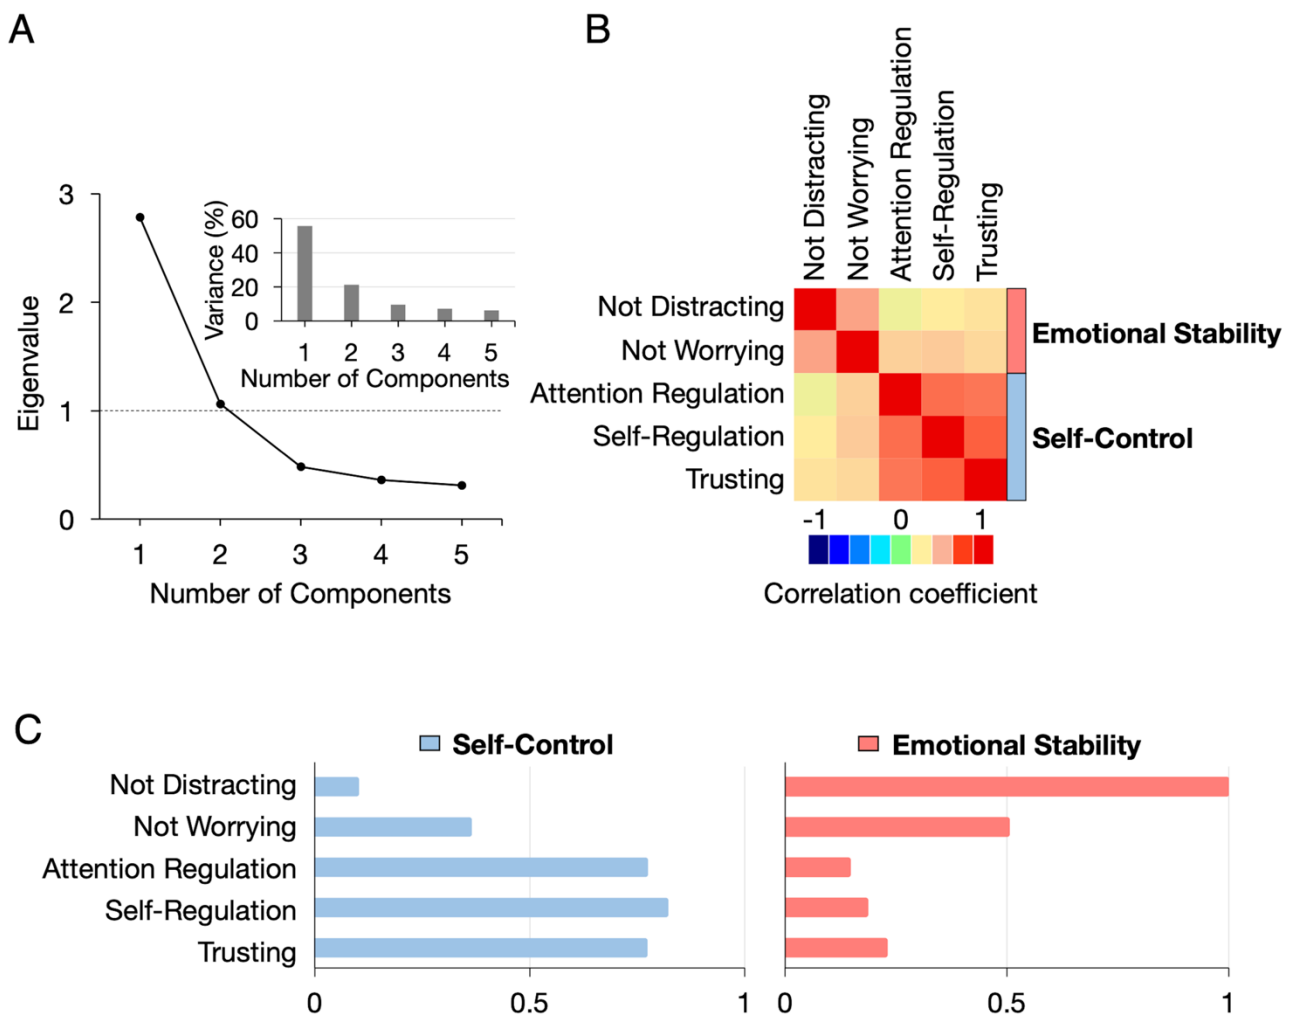 A
3
2
1
0
Eigenvalue
1 2 3 4 5
Number of Components
Variance (%)
60
40
20
0
1 2 3 4 5
Number of Components
B
Not Distracting
Not Worrying
Attention Regulation
Self-Regulation
Trusting
Not Distracting
Not Worrying
Attention Regulation
Self-Regulation
Trusting
Emotional Stability
Self-Control
-1 0 1
Correlation coefficient
C
Self-Control
Emotional Stability
Not Distracting
Not Worrying
Attention Regulation
Self-Regulation
Trusting
0 0.5 1
0 0.5 1